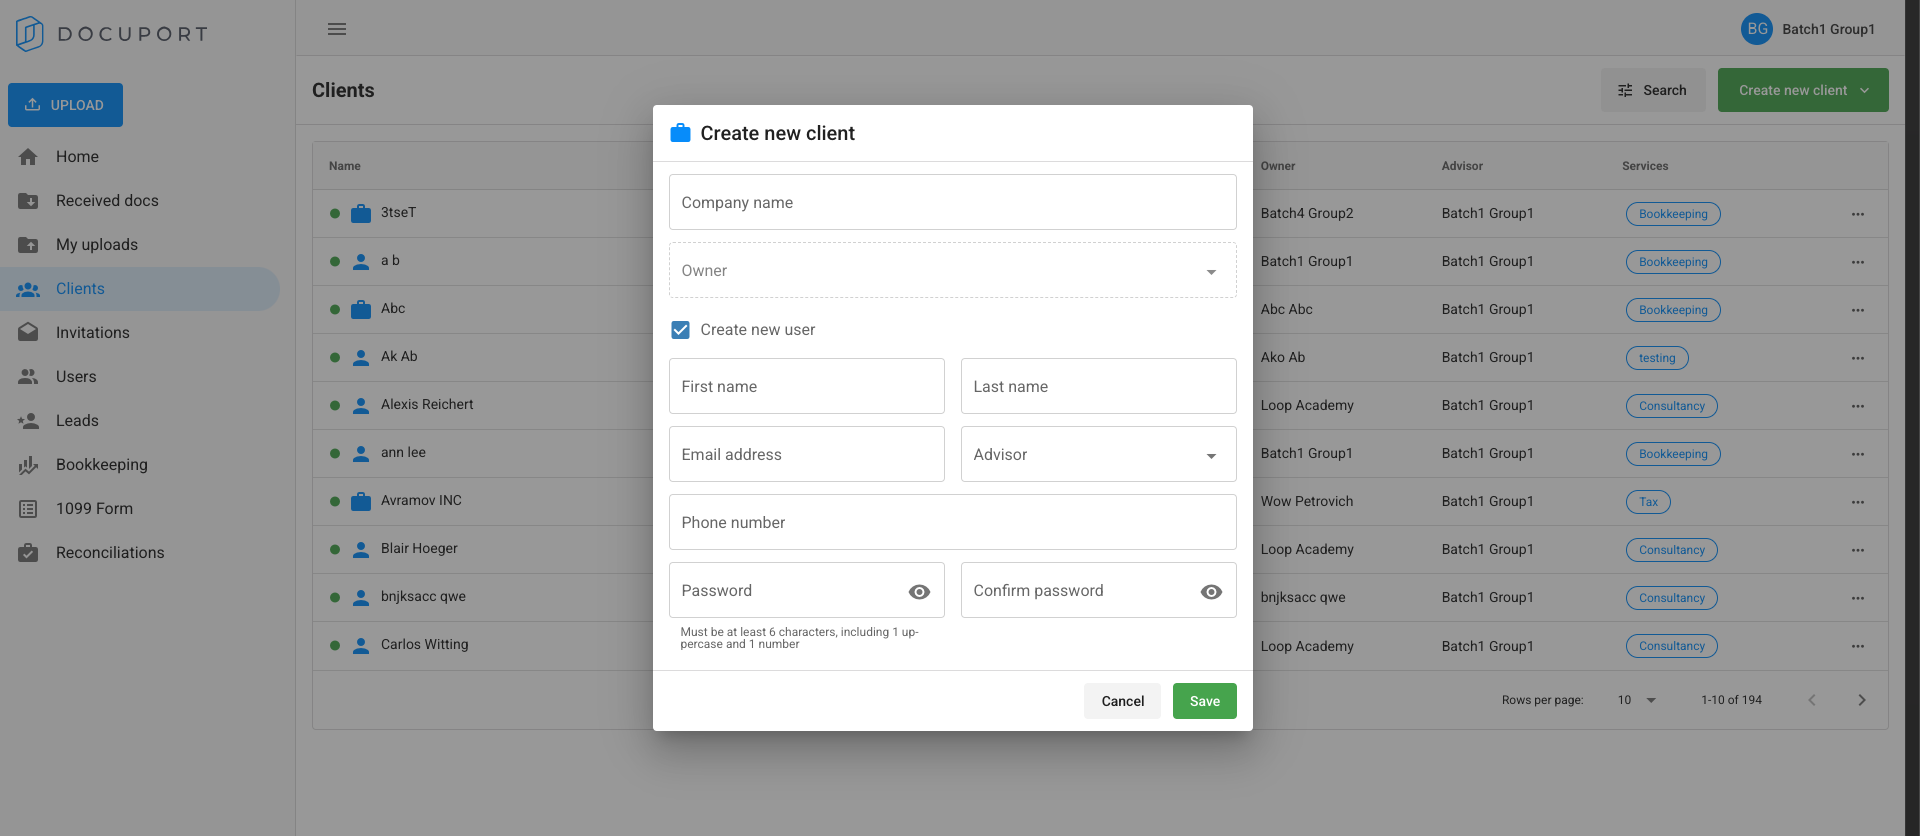 DOCUPORT
BG Batch1 Group1
UPLOAD
Home
Received docs
My uploads
Clients
Invitations
Users
Leads
Bookkeeping
1099 Form
Reconciliations
Clients
Search
Create new client
Name
Owner
Advisor
Services
3tseT
Batch4 Group2
Batch1 Group1
Bookkeeping
a b
Batch1 Group1
Batch1 Group1
Bookkeeping
Abc
Abc Abc
Batch1 Group1
Bookkeeping
Ak Ab
Ako Ab
Batch1 Group1
testing
Alexis Reichert
Loop Academy
Batch1 Group1
Consultancy
ann lee
Batch1 Group1
Batch1 Group1
Bookkeeping
Avramov INC
Wow Petrovich
Batch1 Group1
Tax
Blair Hoeger
Loop Academy
Batch1 Group1
Consultancy
bnjksacc qwe
bnjksacc qwe
Batch1 Group1
Consultancy
Carlos Witting
Loop Academy
Batch1 Group1
Consultancy
Rows per page:
10
1-10 of 194
Create new client
Company name
Owner
Create new user
First name
Last name
Email address
Advisor
Phone number
Password
Confirm password
Must be at least 6 characters, including 1 up-
percase and 1 number
Cancel
Save